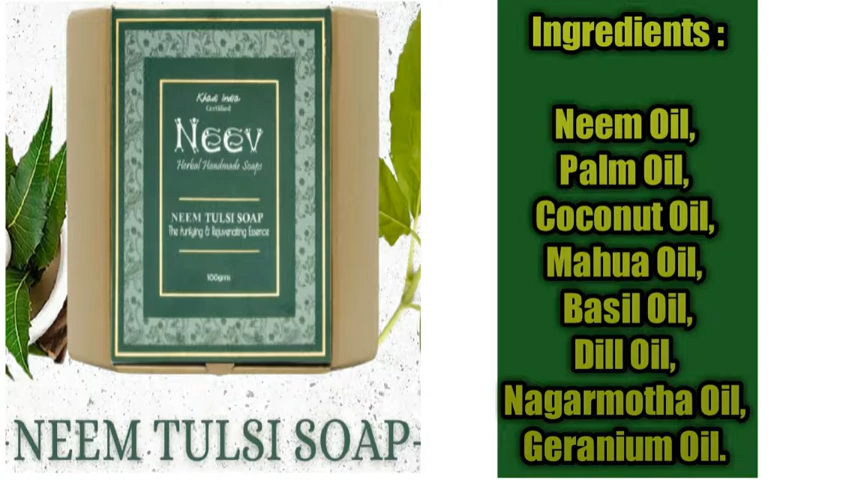 Khadi India
Certified
Neev
Herbal Handmade Soaps
NEEM TULSI SOAP
The Purifying & Rejuvenating Essence
100gms
-NEEM TULSI SOAP-
Ingredients :
Neem Oil,
Palm Oil,
Coconut Oil,
Mahua Oil,
Basil Oil,
Dill Oil,
Nagarmotha Oil,
Geranium Oil.